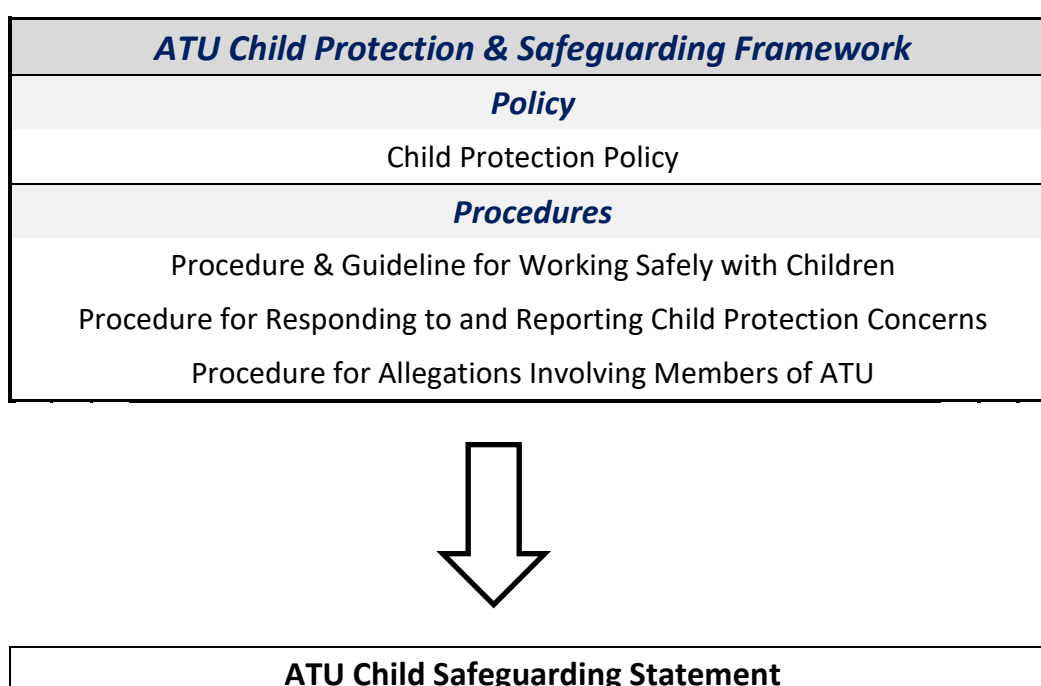 ATU Child Protection & Safeguarding Framework
Policy
Child Protection Policy
Procedures
Procedure & Guideline for Working Safely with Children
Procedure for Responding to and Reporting Child Protection Concerns
Procedure for Allegations Involving Members of ATU
ATU Child Safeguarding Statement